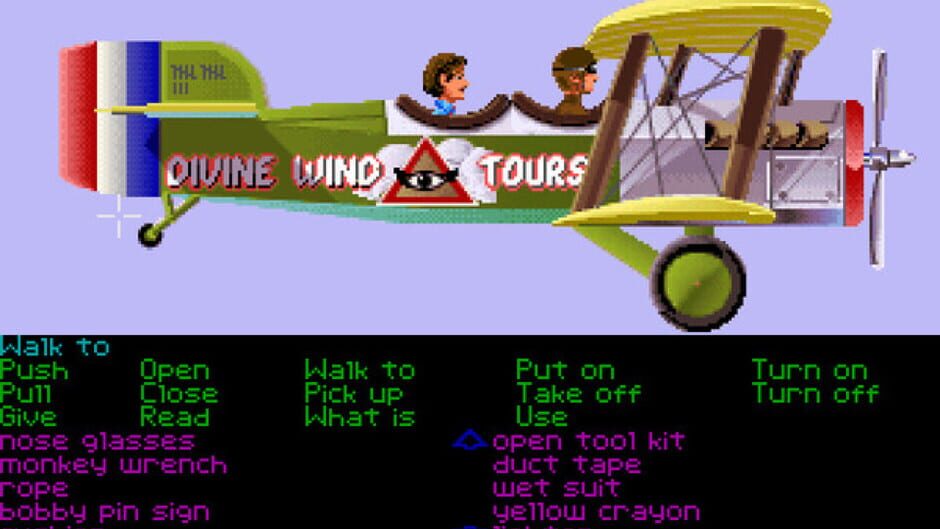 DIVINE WIND TOURS
Walk to
Push Open Walk to Put on Turn on
Pull Close Pick up Take off Turn off
Give Read What is Use
nose glasses open tool kit
monkey wrench duct tape
rope wet suit
bobby pin sign yellow crayon